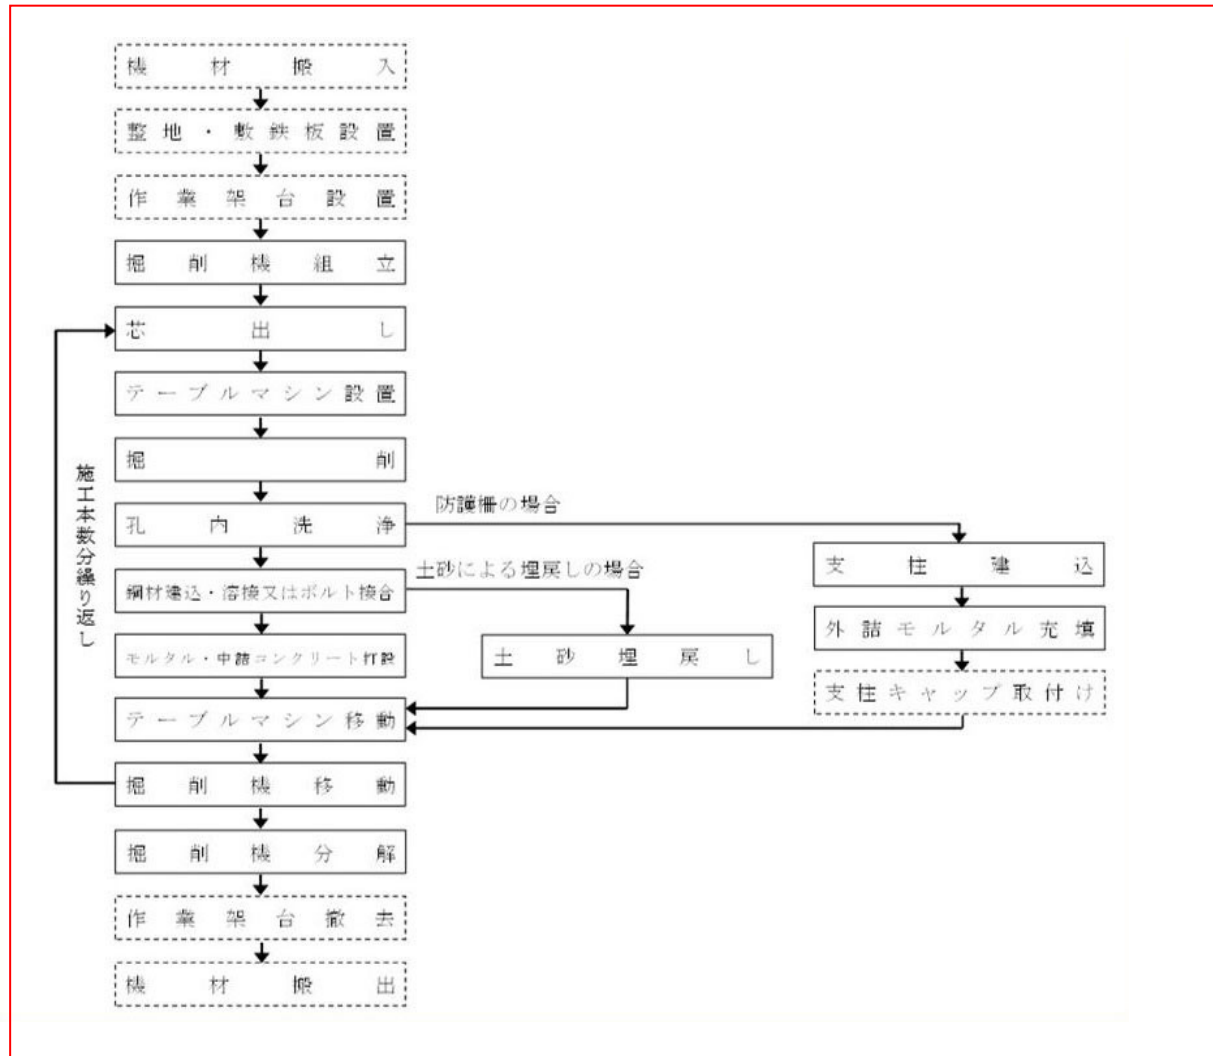 機材搬入
整地・敷鉄板設置
作業架台設置
掘削機組立
芯出し
テーブルマシン設置
掘削
孔内洗浄
防護柵の場合
支柱建込
鋼材建込・溶接又はボルト接合
土砂による埋戻しの場合
外詰モルタル充填
モルタル・中詰コンクリート打設
土砂埋戻し
支柱キャップ取付け
テーブルマシン移動
掘削機移動
施工本数分繰り返し
掘削機分解
作業架台撤去
機材搬出